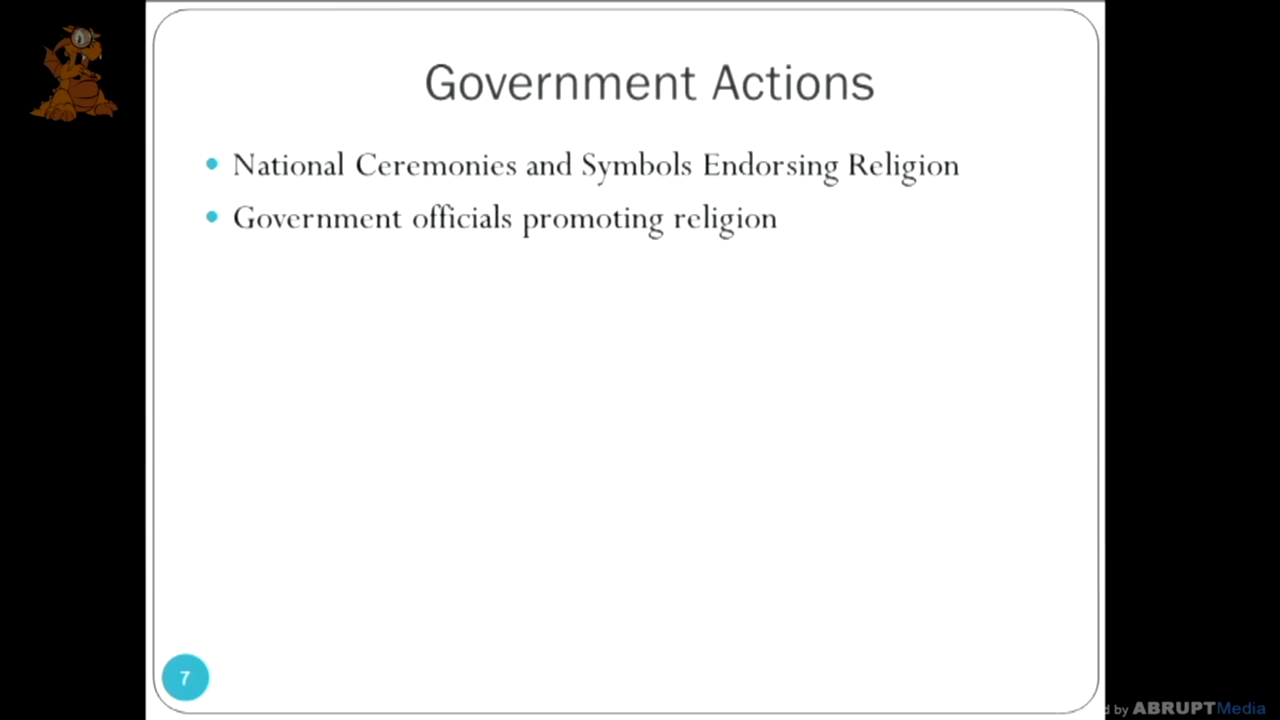 Government Actions
National Ceremonies and Symbols Endorsing Religion
Government officials promoting religion
7
by ABRUPTMedia